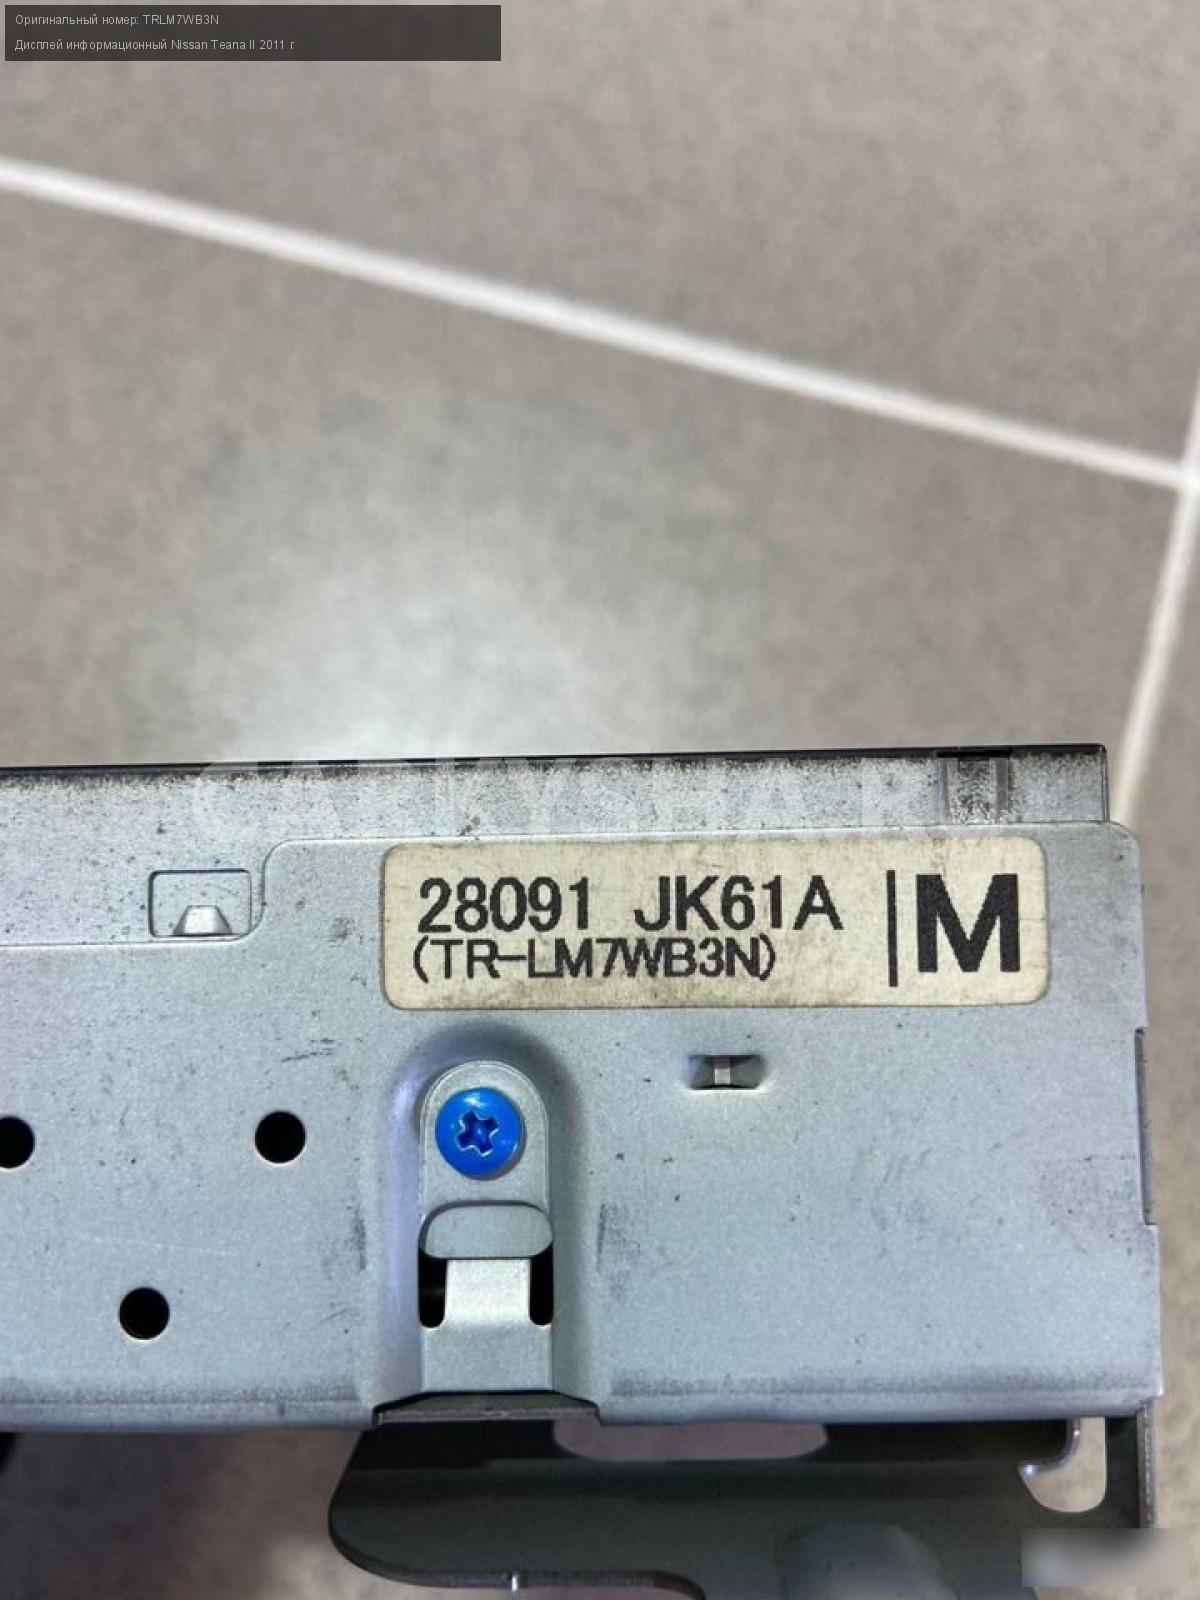 Оригинальный номер: TRLM7WB3N
Дисплей информационный Nissan Teana II 2011 г
28091 JK61A
(TR-LM7WB3N)
M